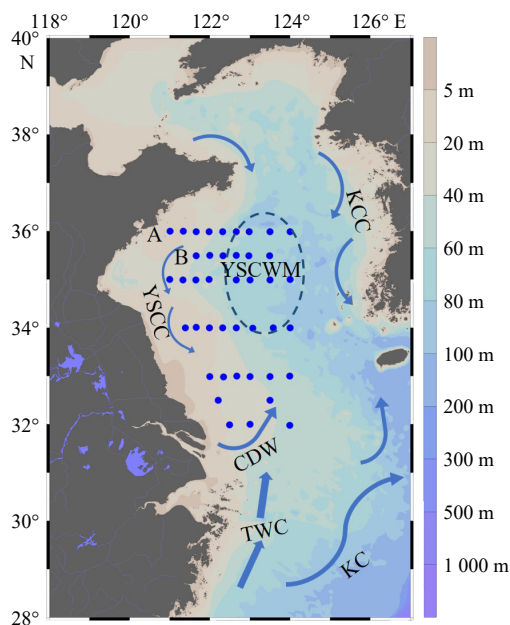 118°
120°
122°
124°
126° E
40°
N
38°
36°
34°
32°
30°
28°
A
B
YSCWM
KCC
YSCC
CDW
TWC
KC
5 m
20 m
40 m
60 m
80 m
100 m
200 m
300 m
500 m
1 000 m